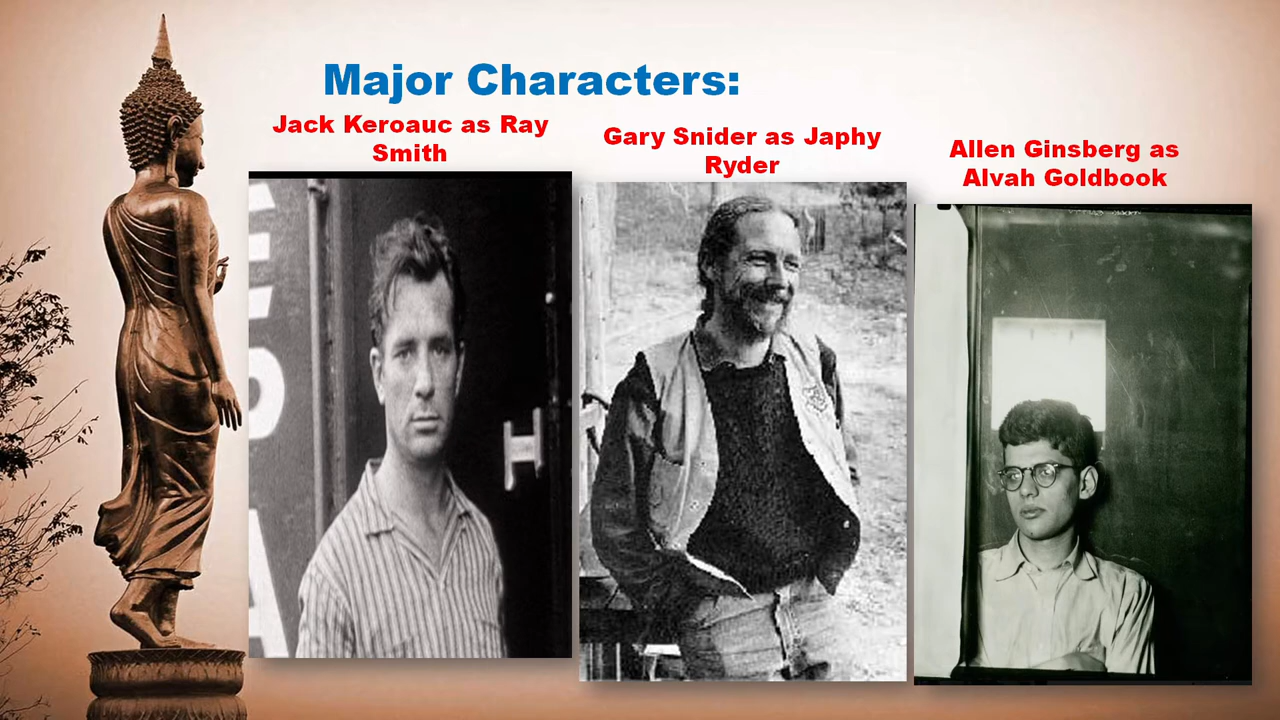 Major Characters:
Jack Keroauc as Ray
Smith
Gary Snider as Japhy
Ryder
Allen Ginsberg as
Alvah Goldbook